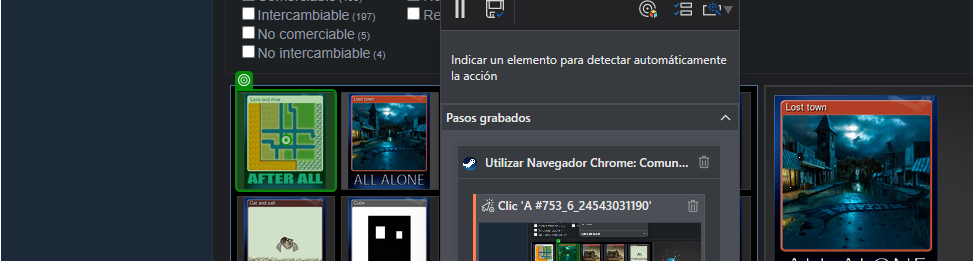 Intercambiable (197)
No comerciable (5)
No intercambiable (4)
Re
Indicar un elemento para detectar automáticamente
la acción
Pasos grabados
Utilizar Navegador Chrome: Comun...
Clic 'A #753_6_24543031190'
Lava and river
AFTER ALL
Lost town
ALL ALONE
Cat and salt
Cube
Lost town
ALL ALONE